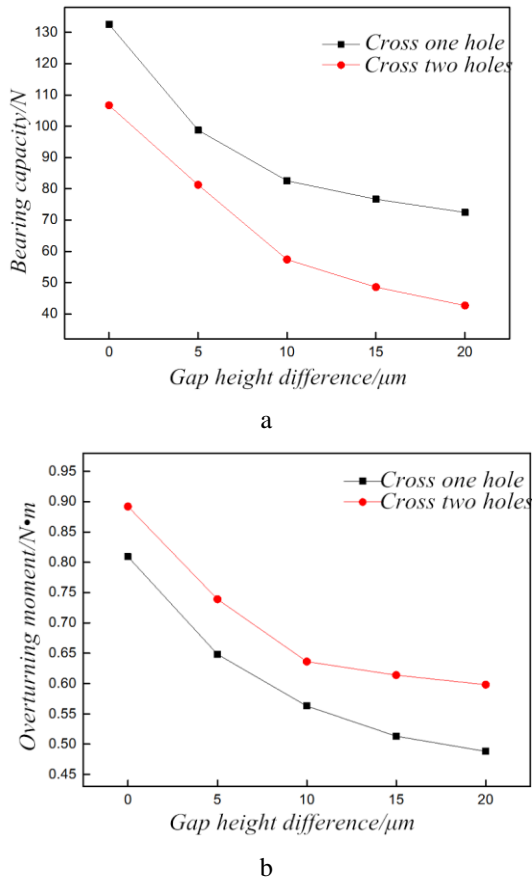 130
120
110
100
90
80
70
60
50
40
Bearing capacity/N
Cross one hole
Cross two holes
0 5 10 15 20
Gap height difference/μm
a
0.95
0.90
0.85
0.80
0.75
0.70
0.65
0.60
0.55
0.50
0.45
Overturning moment/N•m
Cross one hole
Cross two holes
0 5 10 15 20
Gap height difference/μm
b